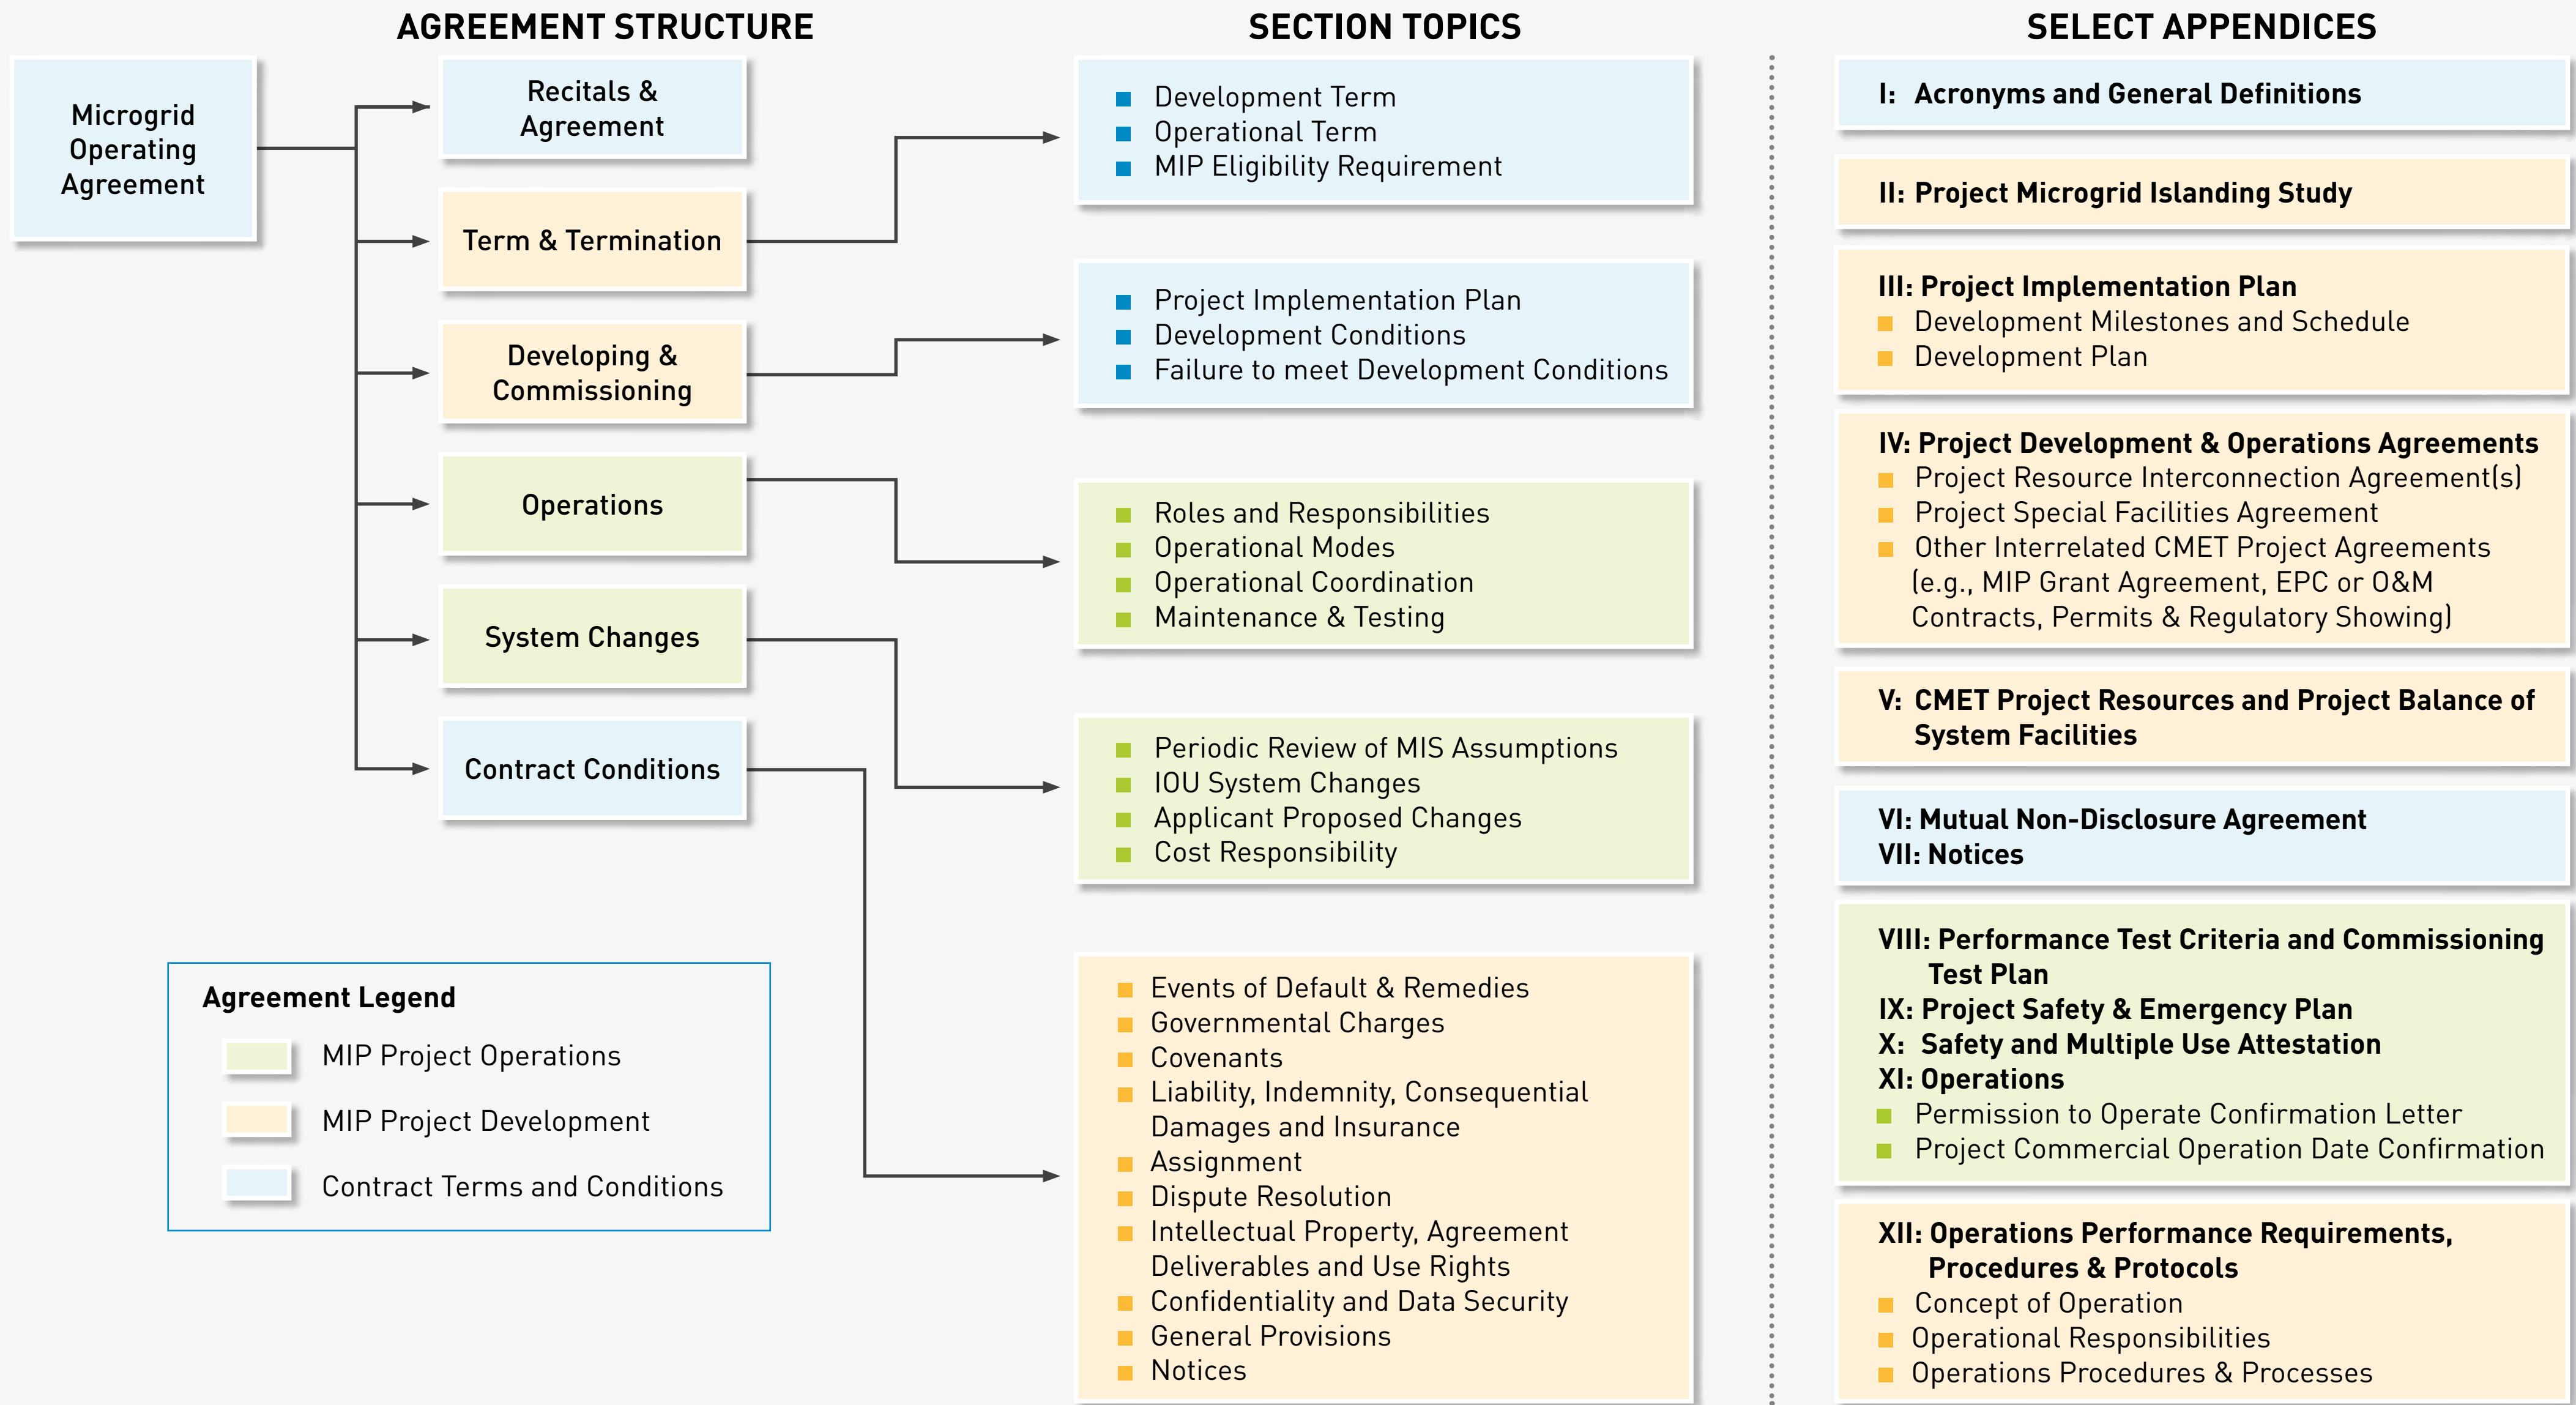 AGREEMENT STRUCTURE
Microgrid
Operating
Agreement
Recitals &
Agreement
Term & Termination
Developing &
Commissioning
Operations
System Changes
Contract Conditions
Agreement Legend
MIP Project Operations
MIP Project Development
Contract Terms and Conditions
SECTION TOPICS
Development Term
Operational Term
MIP Eligibility Requirement
Project Implementation Plan
Development Conditions
Failure to meet Development Conditions
Roles and Responsibilities
Operational Modes
Operational Coordination
Maintenance & Testing
Periodic Review of MIS Assumptions
IOU System Changes
Applicant Proposed Changes
Cost Responsibility
Events of Default & Remedies
Governmental Charges
Covenants
Liability, Indemnity, Consequential
Damages and Insurance
Assignment
Dispute Resolution
Intellectual Property, Agreement
Deliverables and Use Rights
Confidentiality and Data Security
General Provisions
Notices
SELECT APPENDICES
I: Acronyms and General Definitions
II: Project Microgrid Islanding Study
III: Project Implementation Plan
Development Milestones and Schedule
Development Plan
IV: Project Development & Operations Agreements
Project Resource Interconnection Agreement(s)
Project Special Facilities Agreement
Other Interrelated CMET Project Agreements
(e.g., MIP Grant Agreement, EPC or O&M
Contracts, Permits & Regulatory Showing)
V: CMET Project Resources and Project Balance of
System Facilities
VI: Mutual Non-Disclosure Agreement
VII: Notices
VIII: Performance Test Criteria and Commissioning
Test Plan
IX: Project Safety & Emergency Plan
X: Safety and Multiple Use Attestation
XI: Operations
Permission to Operate Confirmation Letter
Project Commercial Operation Date Confirmation
XII: Operations Performance Requirements,
Procedures & Protocols
Concept of Operation
Operational Responsibilities
Operations Procedures & Processes